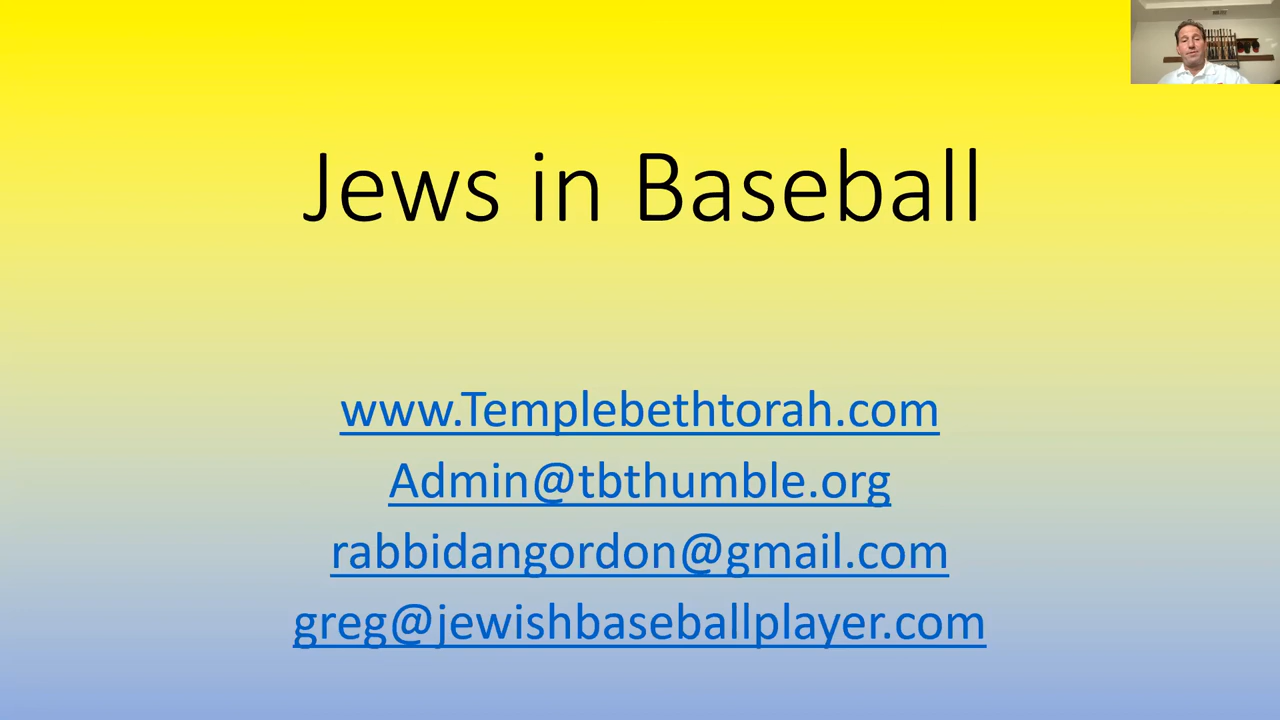 Jews in Baseball
www.Templebethtorah.com
Admin@tbthumble.org
rabbidangordon@gmail.com
greg@jewishbaseballplayer.com